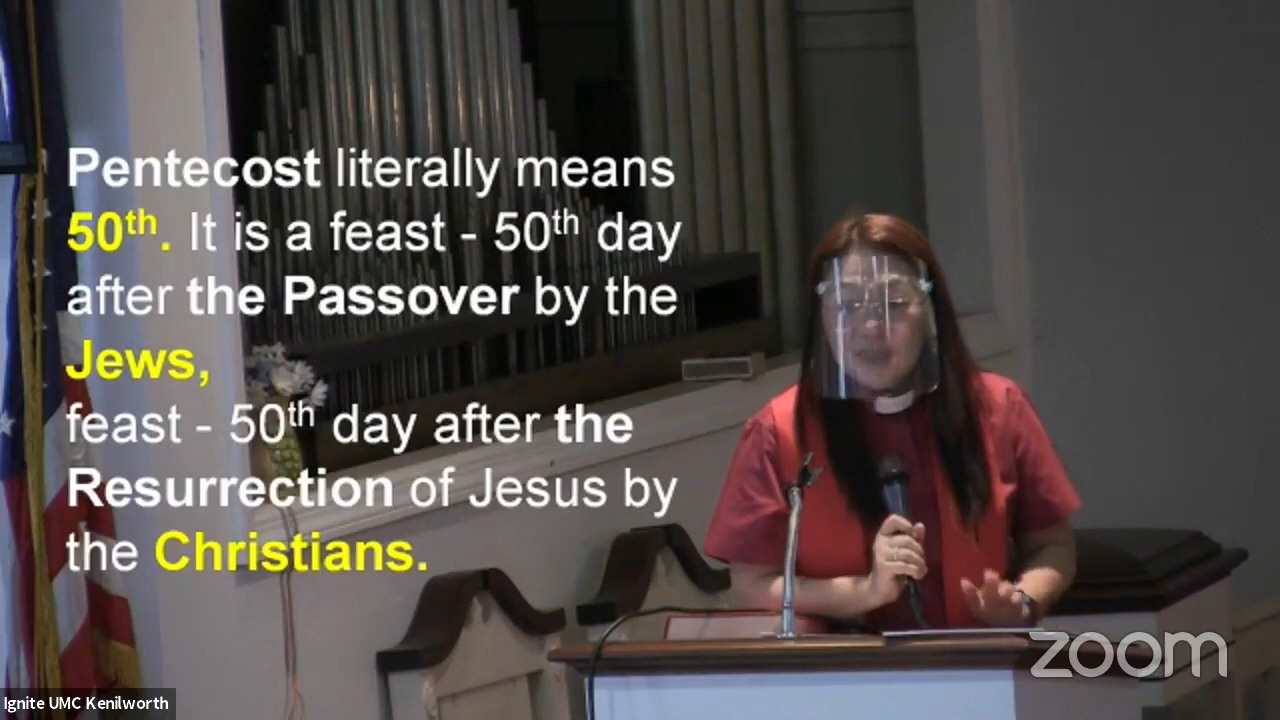 Pentecost literally means
50th. It is a feast - 50th day
after the Passover by the
Jews,
feast - 50th day after the
Resurrection of Jesus by
the Christians.
zoom
Ignite UMC Kenilworth